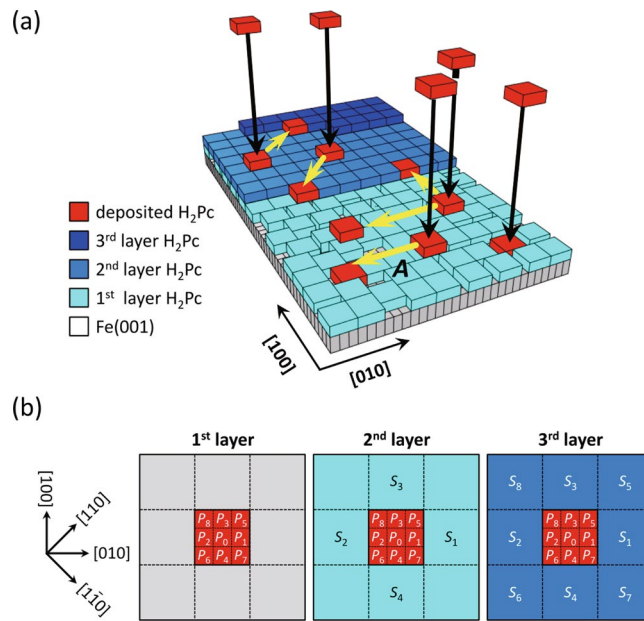 (a)
A
deposited H₂Pc
3ʳᵈ layer H₂Pc
2ⁿᵈ layer H₂Pc
1ˢᵗ layer H₂Pc
Fe(001)
[100]
[010]
(b)
1ˢᵗ layer 2ⁿᵈ layer 3ʳᵈ layer
[100]
[110]
[010]
[11̄0]
P₈ P₃ P₅
P₂ P₀ P₁
P₆ P₄ P₇
S₃
S₂ S₁
S₄
P₈ P₃ P₅
P₂ P₀ P₁
P₆ P₄ P₇
S₈ S₃ S₅
S₂ S₁
S₆ S₄ S₇
P₈ P₃ P₅
P₂ P₀ P₁
P₆ P₄ P₇